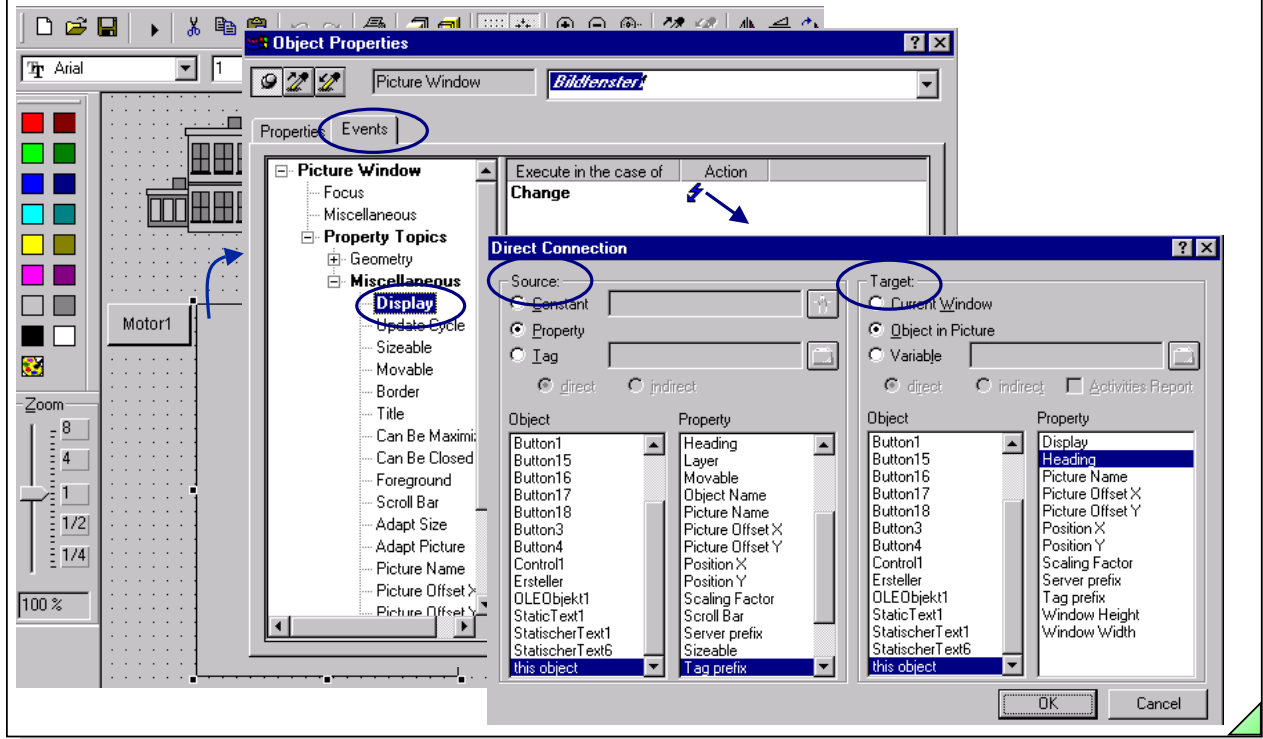 Object Properties
Arial
1
Picture Window
Bildfenster1
Properties
Events
Picture Window
Focus
Miscellaneous
Property Topics
Geometry
Miscellaneous
Display
Update Cycle
Sizeable
Movable
Border
Title
Can Be Maximi
Can Be Closed
Foreground
Scroll Bar
Adapt Size
Adapt Picture
Picture Name
Picture Offset X
Picture Offset Y
Execute in the case of
Action
Change
Motor1
Zoom
8
4
1
1/2
1/4
100 %
Direct Connection
Source:
Constant
Property
Tag
direct
indirect
Object
Property
Button1
Button15
Button16
Button17
Button18
Button3
Button4
Control1
Ersteller
OLEObjekt1
StaticText1
StatischerText1
StatischerText6
this object
Heading
Layer
Movable
Object Name
Picture Name
Picture Offset X
Picture Offset Y
Position X
Position Y
Scaling Factor
Scroll Bar
Server prefix
Sizeable
Tag prefix
Target:
Current Window
Object in Picture
Variable
direct
indirect
Activities Report
Object
Property
Button1
Button15
Button16
Button17
Button18
Button3
Button4
Control1
Ersteller
OLEObjekt1
StaticText1
StatischerText1
StatischerText6
this object
Display
Heading
Picture Name
Picture Offset X
Picture Offset Y
Position X
Position Y
Scaling Factor
Server prefix
Tag prefix
Window Height
Window Width
OK
Cancel